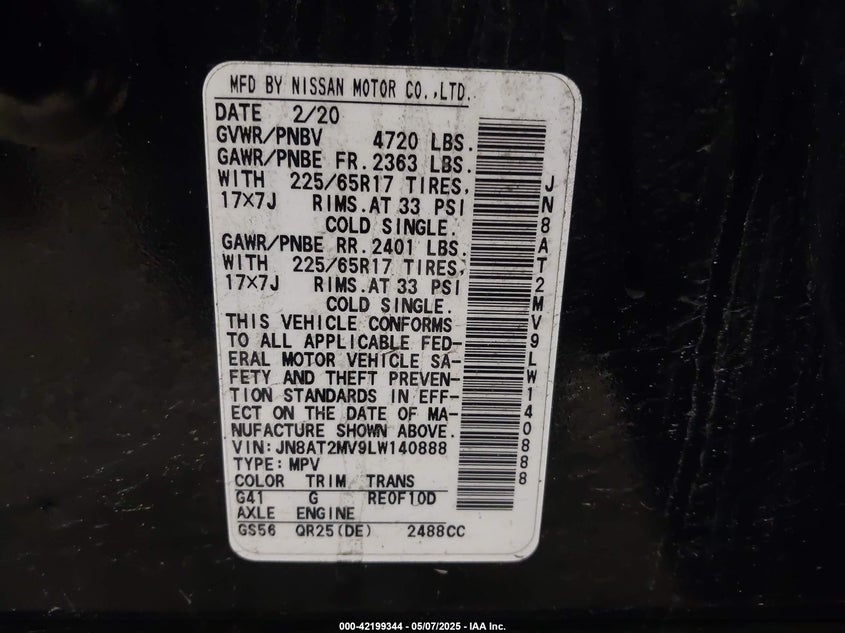 MFD BY NISSAN MOTOR CO.,LTD.
DATE 2/20
GVWR/PNBV 4720 LBS.
GAWR/PNBE FR. 2363 LBS.
WITH 225/65R17 TIRES,
17×7J RIMS. AT 33 PSI
COLD SINGLE.
GAWR/PNBE RR. 2401 LBS.
WITH 225/65R17 TIRES,
17×7J RIMS. AT 33 PSI
COLD SINGLE.
THIS VEHICLE CONFORMS
TO ALL APPLICABLE FED-
ERAL MOTOR VEHICLE SA-
FETY AND THEFT PREVEN-
TION STANDARDS IN EFF-
ECT ON THE DATE OF MA-
NUFACTURE SHOWN ABOVE.
VIN:JN8AT2MV9LW140888
TYPE:MPV
COLOR TRIM TRANS
G41 G RE0F10D
AXLE ENGINE
GS56 QR25(DE) 2488CC
JN8AT2MV9LW140888
000-42199344 | 05/07/2025 - IAA Inc.